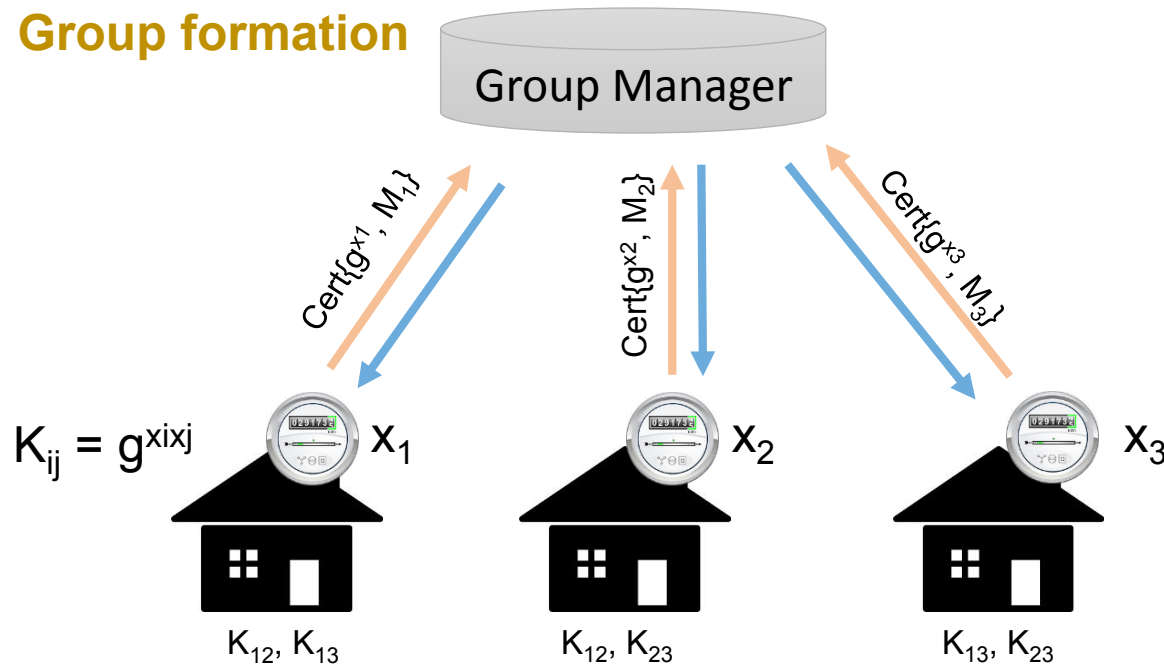 Group formation
Group Manager
Cert{g^x1, M₁}
Cert{g^x2, M₂}
Cert{g^x3, M₃}
K_ij = g^xixj
x₁
x₂
x₃
K₁₂, K₁₃
K₁₂, K₂₃
K₁₃, K₂₃